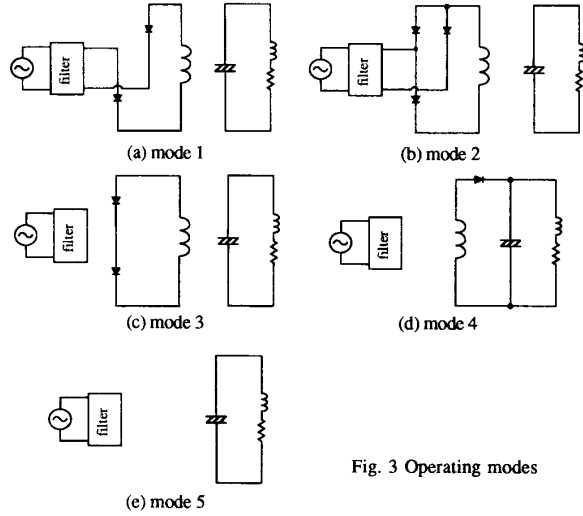 filter
filter
(a) mode 1
(b) mode 2
filter
filter
(c) mode 3
(d) mode 4
filter
Fig. 3 Operating modes
(e) mode 5